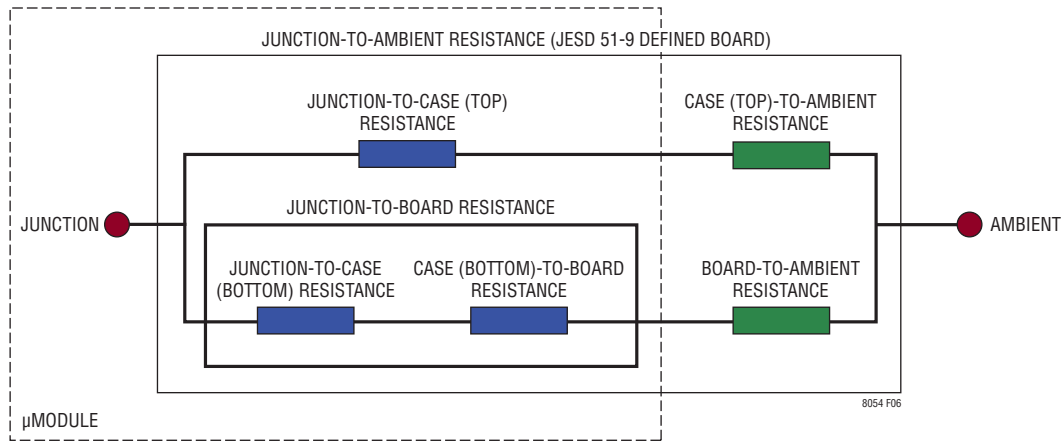 JUNCTION-TO-AMBIENT RESISTANCE (JESD 51-9 DEFINED BOARD)
JUNCTION-TO-CASE (TOP)
RESISTANCE
CASE (TOP)-TO-AMBIENT
RESISTANCE
JUNCTION
JUNCTION-TO-BOARD RESISTANCE
AMBIENT
JUNCTION-TO-CASE
(BOTTOM) RESISTANCE
CASE (BOTTOM)-TO-BOARD
RESISTANCE
BOARD-TO-AMBIENT
RESISTANCE
8054 F06
µMODULE